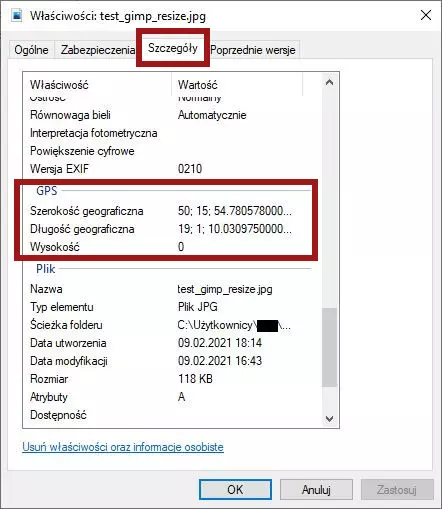 Właściwości: test_gimp_resize.jpg
Ogólne Zabezpieczenia Szczegóły Poprzednie wersje
Właściwość Wartość
Ostrość Normalny
Równowaga bieli Automatycznie
Interpretacja fotometryczna
Powiększenie cyfrowe
Wersja EXIF 0210
GPS
Szerokość geograficzna 50; 15; 54.780578000...
Długość geograficzna 19; 1; 10.0309750000...
Wysokość 0
Plik
Nazwa test_gimp_resize.jpg
Typ elementu Plik JPG
Ścieżka folderu C:\Użytkownicy\ \...
Data utworzenia 09.02.2021 18:14
Data modyfikacji 09.02.2021 16:43
Rozmiar 118 KB
Atrybuty A
Dostępność
Usuń właściwości oraz informacje osobiste
OK Anuluj Zastosuj